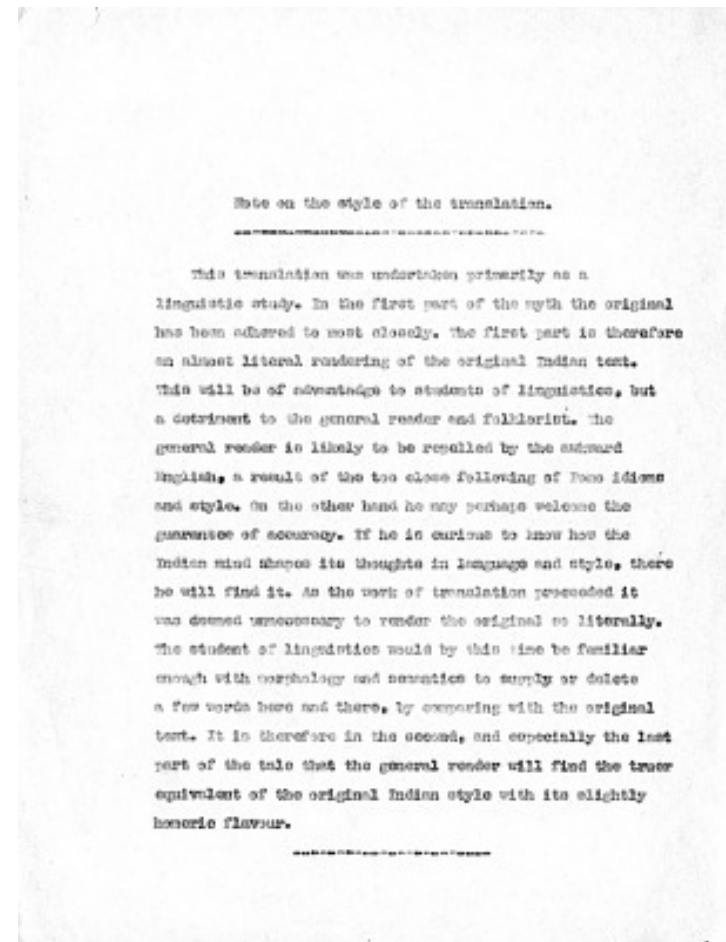 Note on the style of the translation.
This translation was undertaken primarily as a
linguistic study. In the first part of the myth the original
has been adhered to most closely. The first part is therefore
an almost literal rendering of the original Indian text.
This will be of advantadge to students of linguistics, but
a detriment to the general reader and folklorist. The
general reader is likely to be repelled by the awkward
English, a result of the too close following of Pomo idioms
and style. On the other hand he may perhaps welcome the
guarantee of accuracy. If he is curious to know how the
Indian mind shapes its thoughts in language and style, there
he will find it. As the work of translation proceeded it
was deemed unnecessary to render the original so literally.
The student of linguistics would by this time be familiar
enough with morphology and semantics to supply or delete
a few words here and there, by comparing with the original
text. It is therefore in the second, and especially the last
part of the tale that the general reader will find the truer
equivalent of the original Indian style with its slightly
homeric flavour.